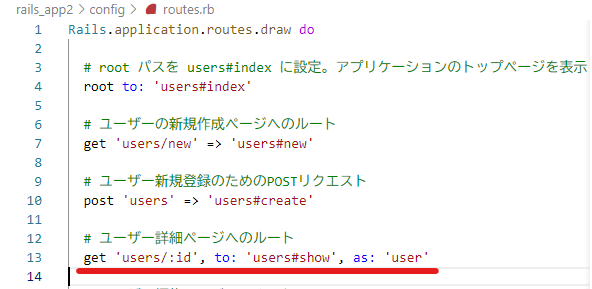 rails_app2 > config > routes.rb
1 Rails.application.routes.draw do
2
3 # root パスを users#index に設定。アプリケーションのトップページを表示
4 root to: 'users#index'
5
6 # ユーザーの新規作成ページへのルート
7 get 'users/new' => 'users#new'
8
9 # ユーザー新規登録のためのPOSTリクエスト
10 post 'users' => 'users#create'
11
12 # ユーザー詳細ページへのルート
13 get 'users/:id', to: 'users#show', as: 'user'
14